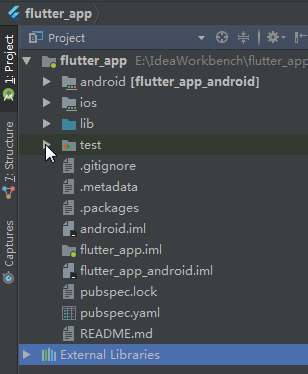 flutter_app
Project
flutter_app E:\IdeaWorkbench\flutter_app
android [flutter_app_android]
ios
lib
test
.gitignore
.metadata
.packages
android.iml
flutter_app.iml
flutter_app_android.iml
pubspec.lock
pubspec.yaml
README.md
External Libraries
1: Project
7: Structure
Captures